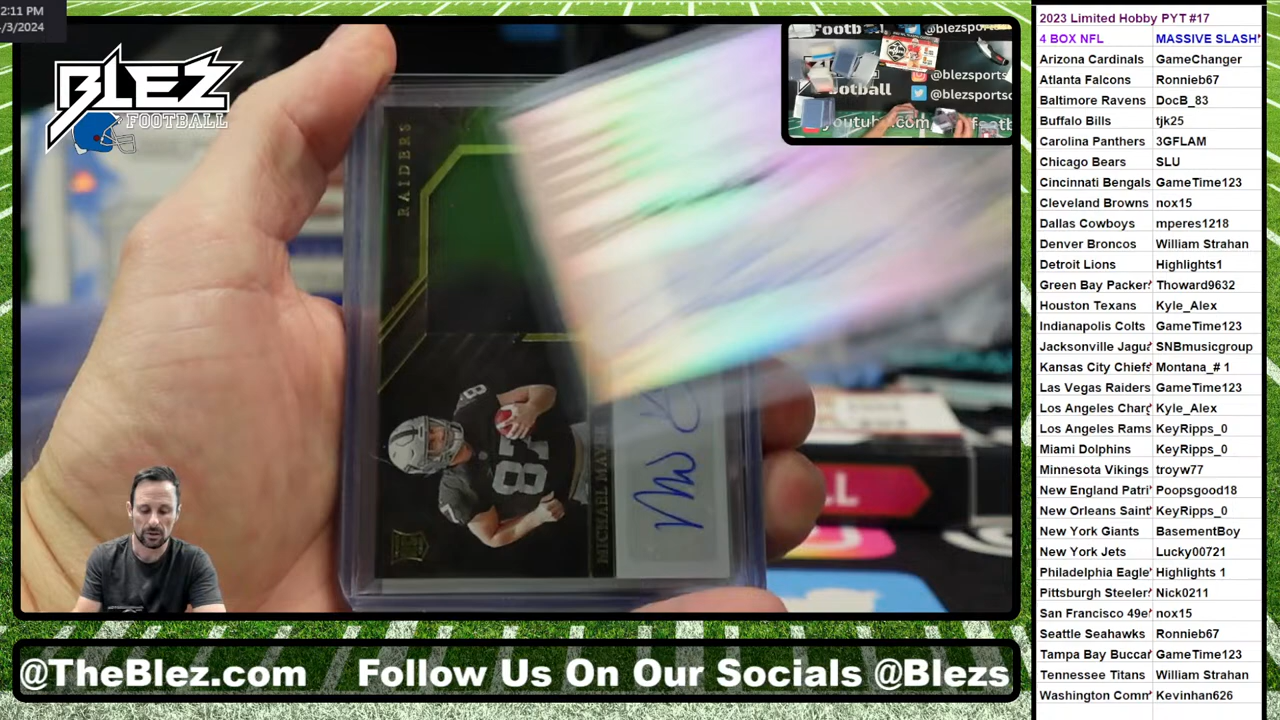 2:11 PM
/3/2024
BLEZ
FOOTBALL
RAIDERS
87
8
MICHAEL MAYE
@blezsports
@blezsportsc
ootball
youtube.com
2023 Limited Hobby PYT #17
4 BOX NFL MASSIVE SLASH
Arizona Cardinals GameChanger
Atlanta Falcons Ronnieb67
Baltimore Ravens DocB_83
Buffalo Bills tjk25
Carolina Panthers 3GFLAM
Chicago Bears SLU
Cincinnati Bengals GameTime123
Cleveland Browns nox15
Dallas Cowboys mperes1218
Denver Broncos William Strahan
Detroit Lions Highlights1
Green Bay Packer Thoward9632
Houston Texans Kyle_Alex
Indianapolis Colts GameTime123
Jacksonville Jagu SNBmusicgroup
Kansas City Chiefs Montana_# 1
Las Vegas Raiders GameTime123
Los Angeles Charg Kyle_Alex
Los Angeles Rams KeyRipps_0
Miami Dolphins KeyRipps_0
Minnesota Vikings troyw77
New England Patri Poopsgood18
New Orleans Saint KeyRipps_0
New York Giants BasementBoy
New York Jets Lucky00721
Philadelphia Eagle Highlights 1
Pittsburgh Steeler Nick0211
San Francisco 49e nox15
Seattle Seahawks Ronnieb67
Tampa Bay Buccar GameTime123
Tennessee Titans William Strahan
Washington Comm Kevinhan626
@TheBlez.com Follow Us On Our Socials @Blezs